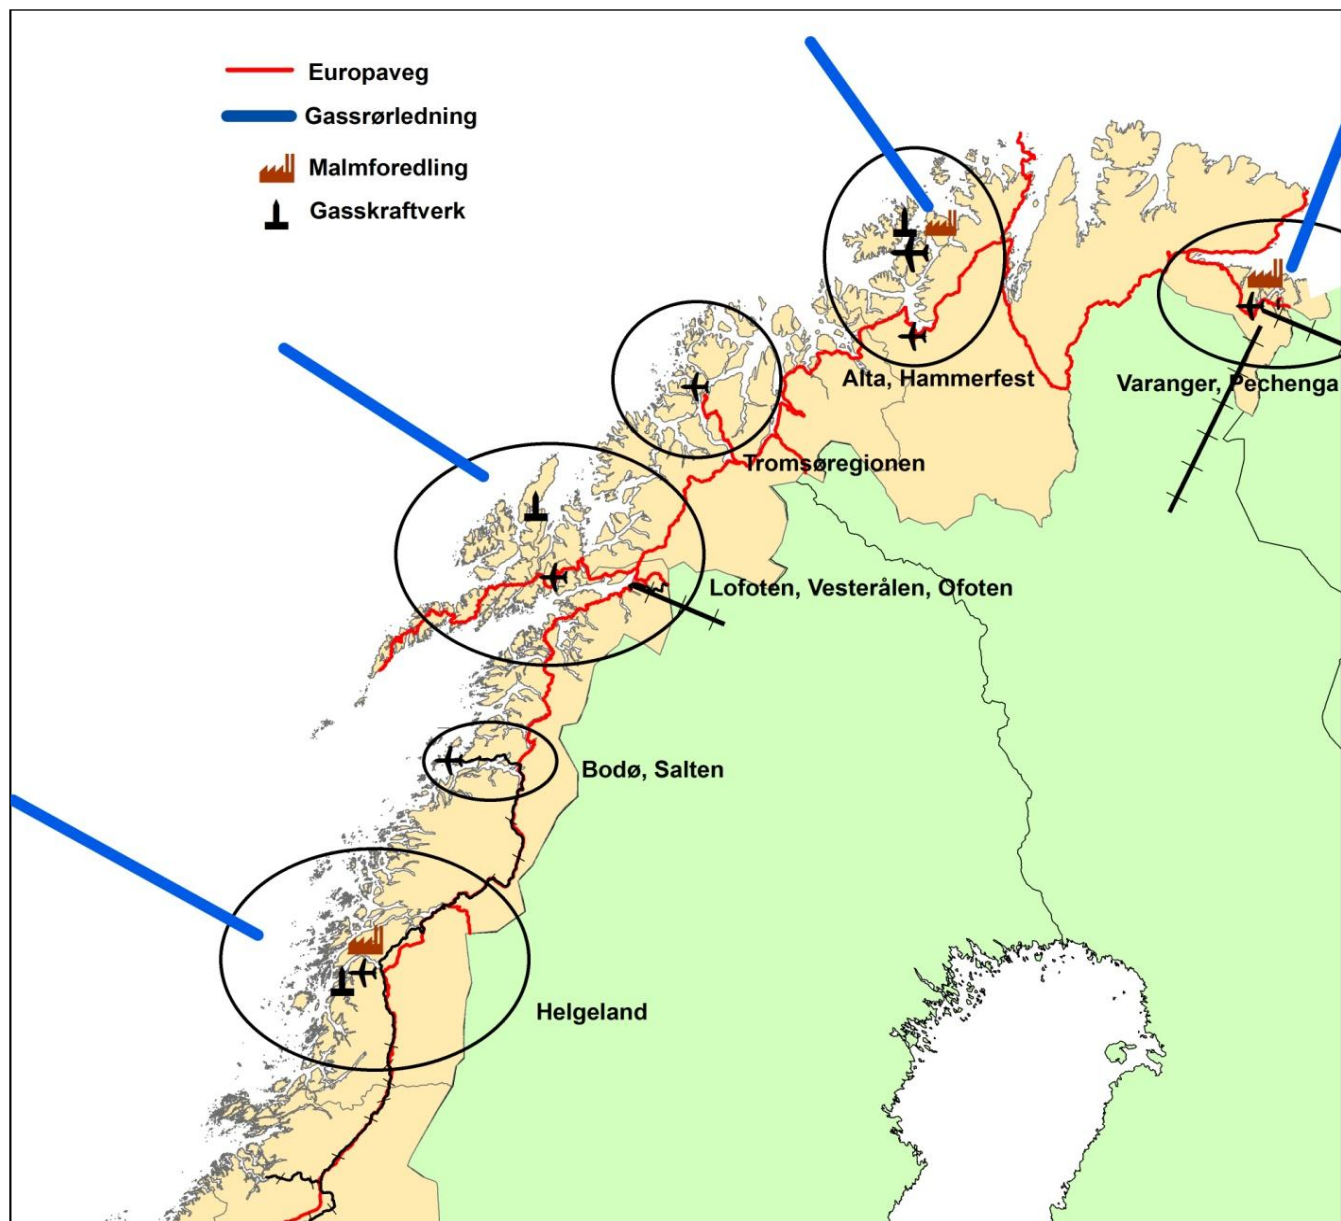 Europaveg
Gassrørledning
Malmforedling
Gasskraftverk
Alta, Hammerfest
Varanger, Pechenga
Tromsøregionen
Lofoten, Vesterålen, Ofoten
Bodø, Salten
Helgeland